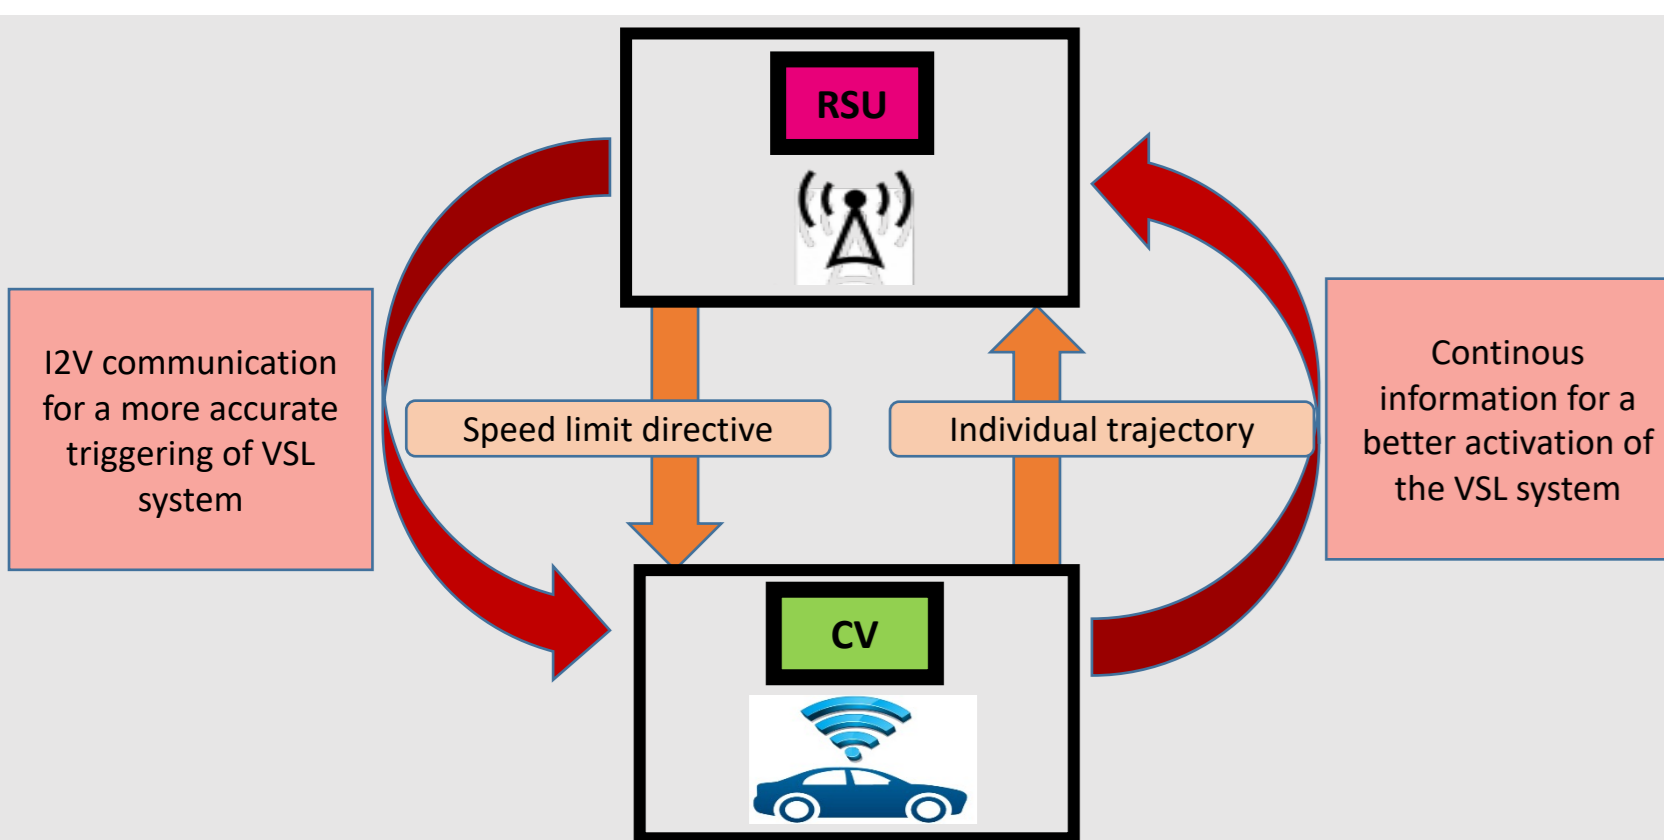 RSU
I2V communication
for a more accurate
triggering of VSL
system
Speed limit directive
Individual trajectory
Continous
information for a
better activation of
the VSL system
CV